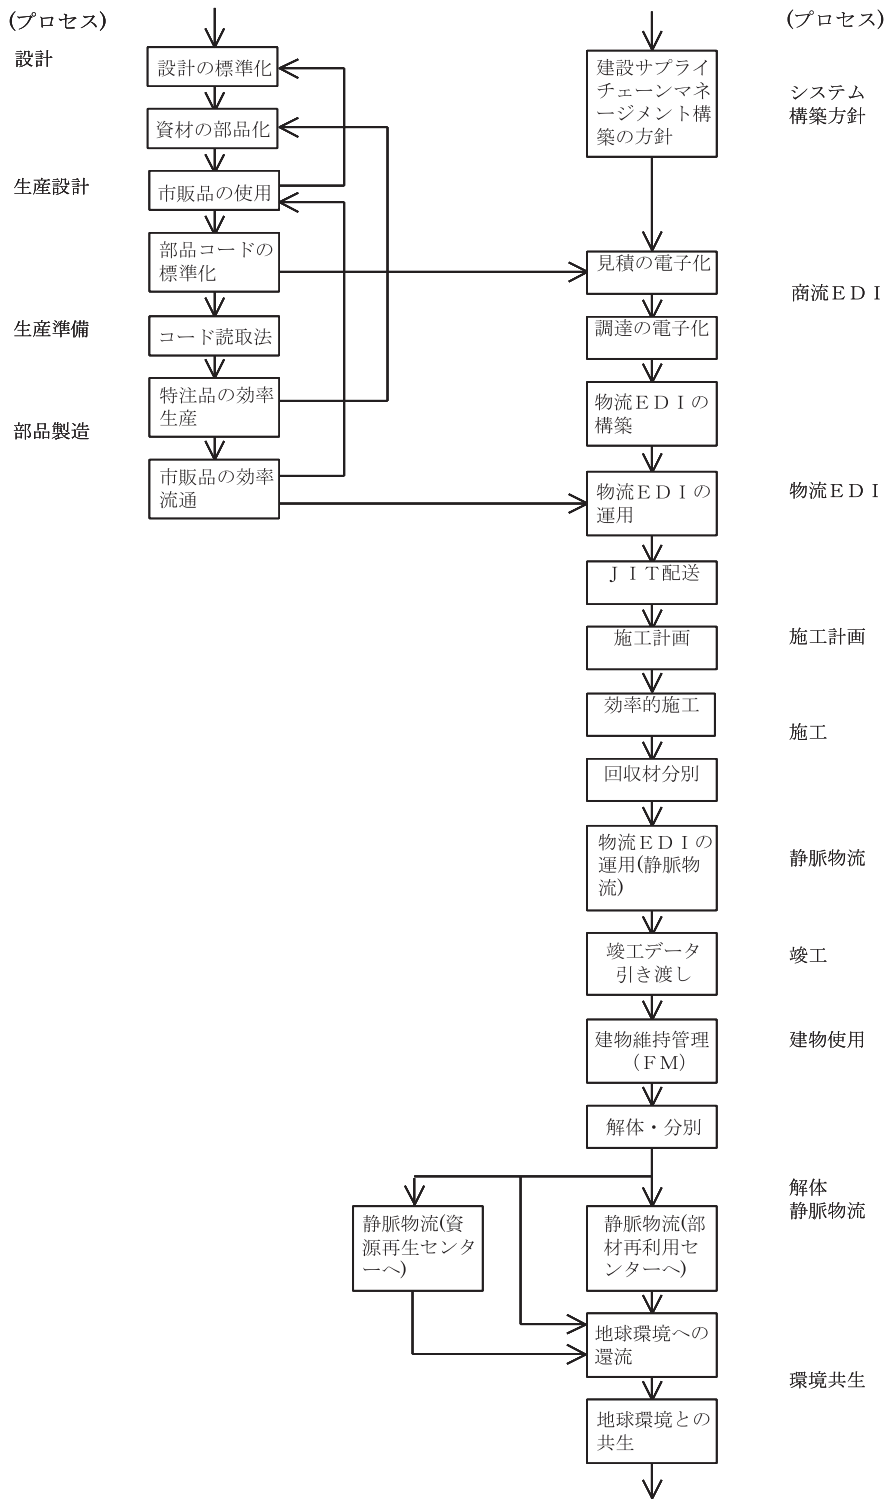 (プロセス)
設計
生産設計
生産準備
部品製造
設計の標準化
資材の部品化
市販品の使用
部品コードの
標準化
コード読取法
特注品の効率
生産
市販品の効率
流通
建設サプライ
チェーンマネ
ージメント構
築の方針
見積の電子化
調達の電子化
物流ＥＤＩの
構築
物流ＥＤＩの
運用
ＪＩＴ配送
施工計画
効率的施工
回収材分別
物流ＥＤＩの
運用(静脈物
流)
竣工データ
引き渡し
建物維持管理
（ＦＭ）
解体・分別
静脈物流(資
源再生センタ
ーへ)
静脈物流(部
材再利用セ
ンターへ)
地球環境への
還流
地球環境との
共生
(プロセス)
システム
構築方針
商流ＥＤＩ
物流ＥＤＩ
施工計画
施工
静脈物流
竣工
建物使用
解体
静脈物流
環境共生